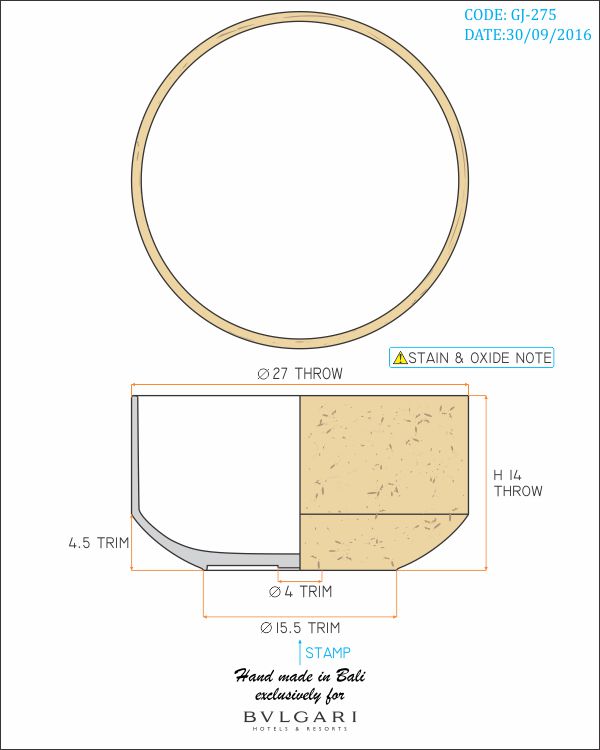 CODE: GJ-275
DATE:30/09/2016
STAIN & OXIDE NOTE
Ø 27 THROW
H 14
THROW
4.5 TRIM
Ø 4 TRIM
Ø 15.5 TRIM
STAMP
Hand made in Bali
exclusively for
BVLGARI
HOTELS & RESORTS